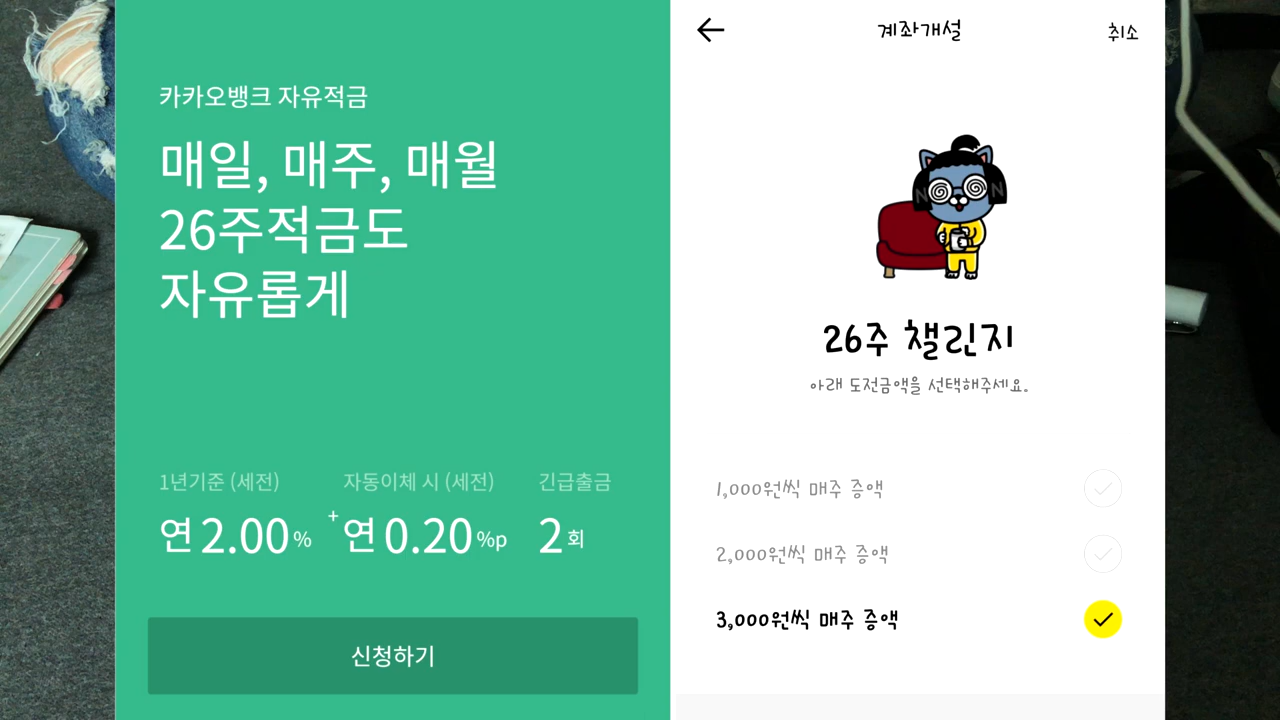 카카오뱅크 자유적금
매일, 매주, 매월
26주적금도
자유롭게
1년기준 (세전)
자동이체 시 (세전)
긴급출금
연 2.00 %
+ 연 0.20 %p
2 회
신청하기
계좌개설
취소
26주 챌린지
아래 도전금액을 선택해주세요.
1,000원씩 매주 증액
2,000원씩 매주 증액
3,000원씩 매주 증액